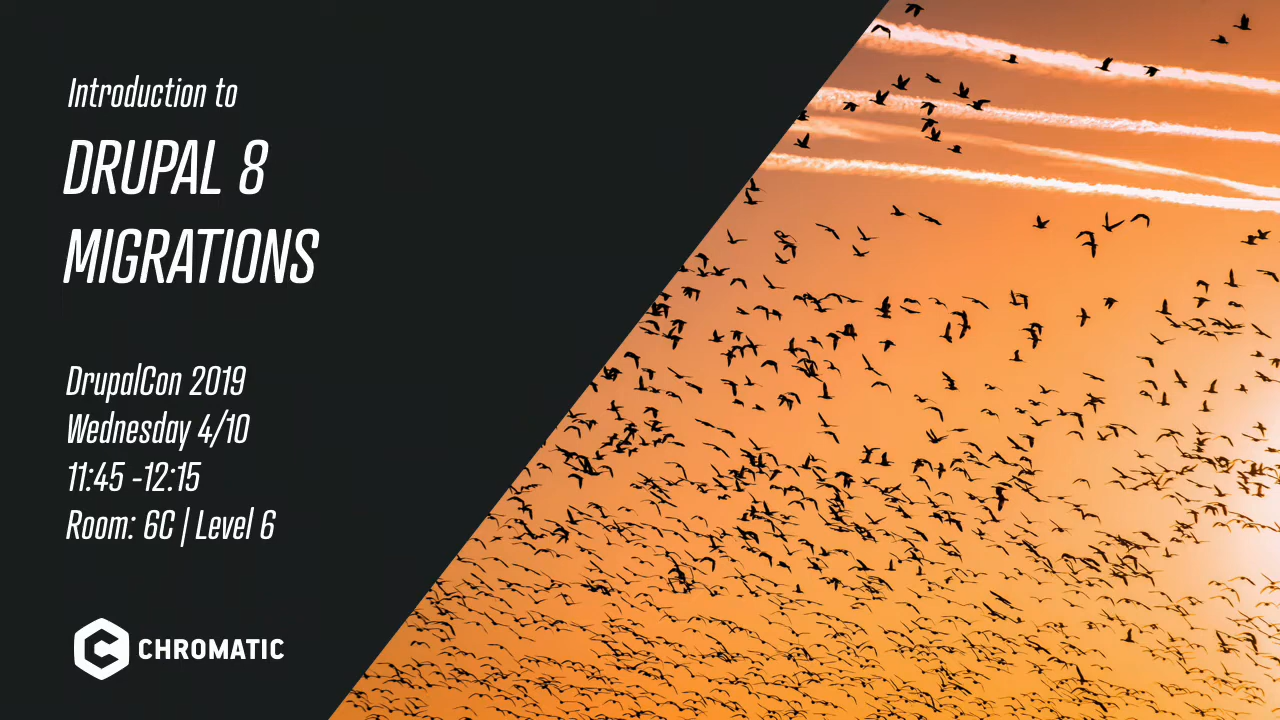 Introduction to
DRUPAL 8
MIGRATIONS
DrupalCon 2019
Wednesday 4/10
11:45 -12:15
Room: 6C | Level 6
CHROMATIC